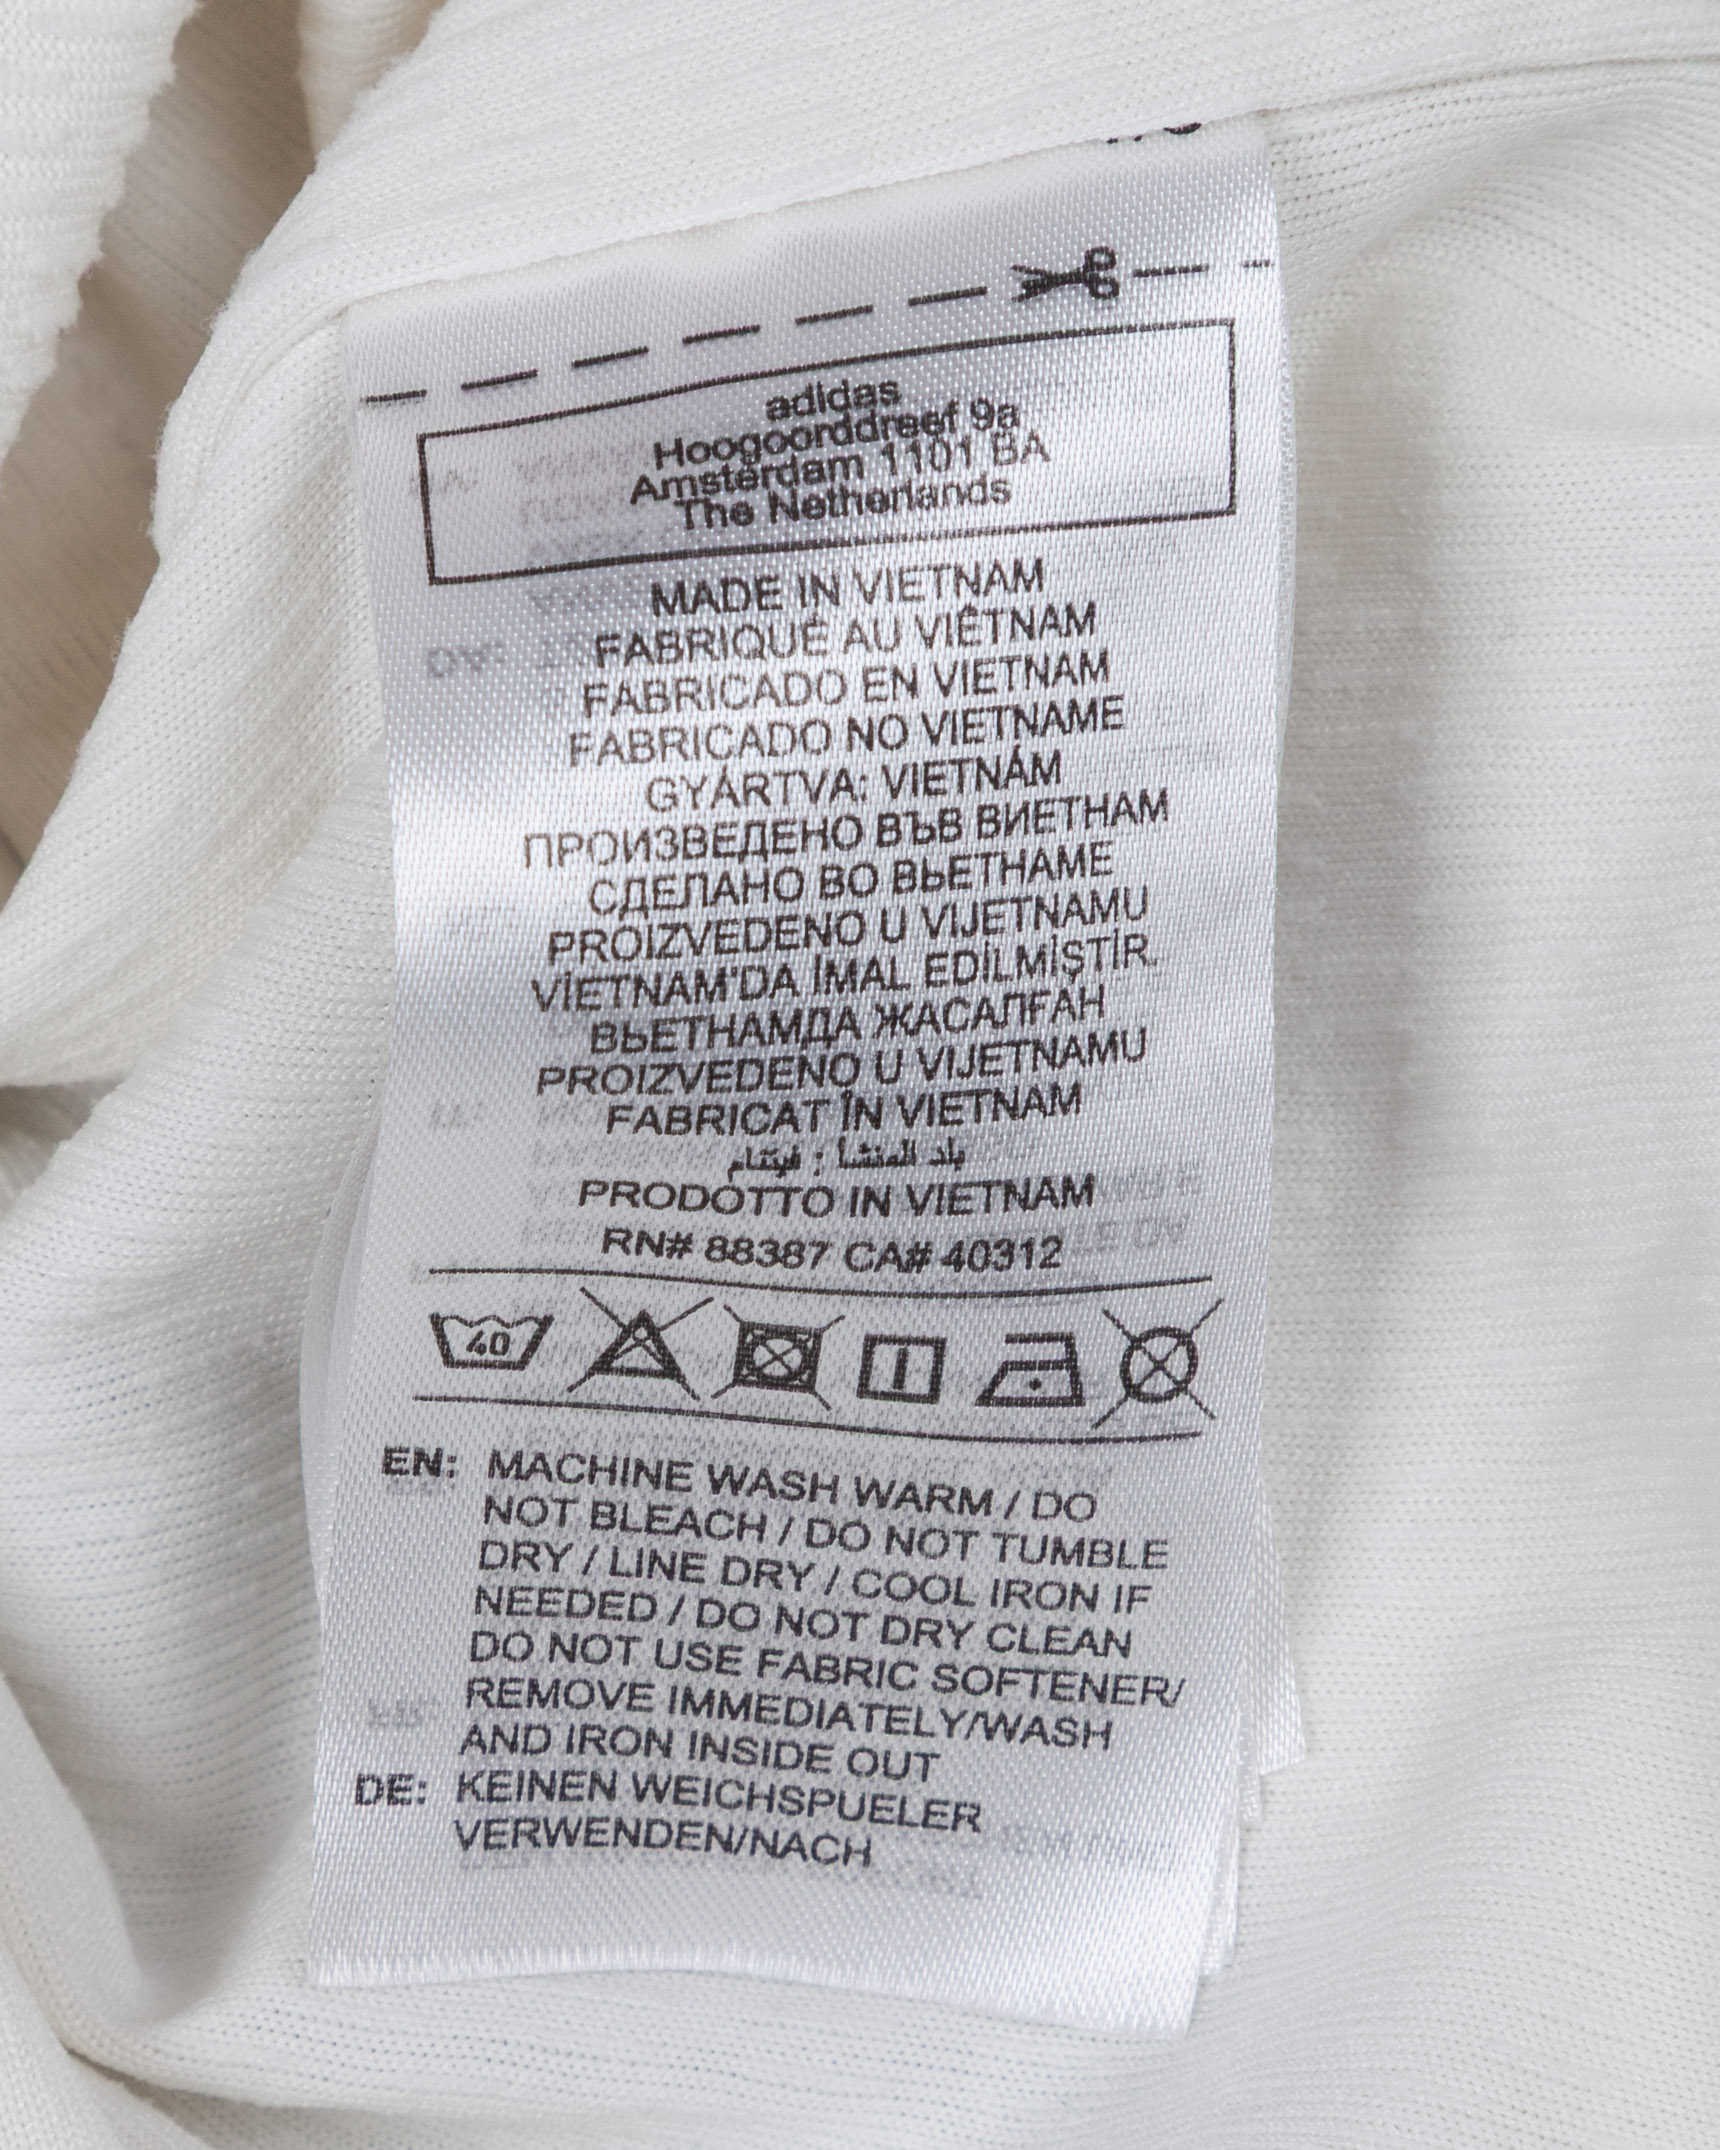 adidas
Hoogoorddreef 9a
Amsterdam 1101 BA
The Netherlands
MADE IN VIETNAM
FABRIQUÉ AU VIÊTNAM
FABRICADO EN VIETNAM
FABRICADO NO VIETNAME
GYÁRTVA: VIETNÁM
ПРОИЗВЕДЕНО ВЪВ ВИЕТНАМ
СДЕЛАНО ВО ВЬЕТНАМЕ
PROIZVEDENO U VIJETNAMU
VİETNAM'DA İMAL EDİLMİŞTİR.
ВЬЕТНАМДА ЖАСАЛҒАН
PROIZVEDENO U VIJETNAMU
FABRICAT ÎN VIETNAM
بلد المنشأ : فيتنام
PRODOTTO IN VIETNAM
RN# 88387 CA# 40312
40
EN: MACHINE WASH WARM / DO
NOT BLEACH / DO NOT TUMBLE
DRY / LINE DRY / COOL IRON IF
NEEDED / DO NOT DRY CLEAN
DO NOT USE FABRIC SOFTENER/
REMOVE IMMEDIATELY/WASH
AND IRON INSIDE OUT
DE: KEINEN WEICHSPUELER
VERWENDEN/NACH